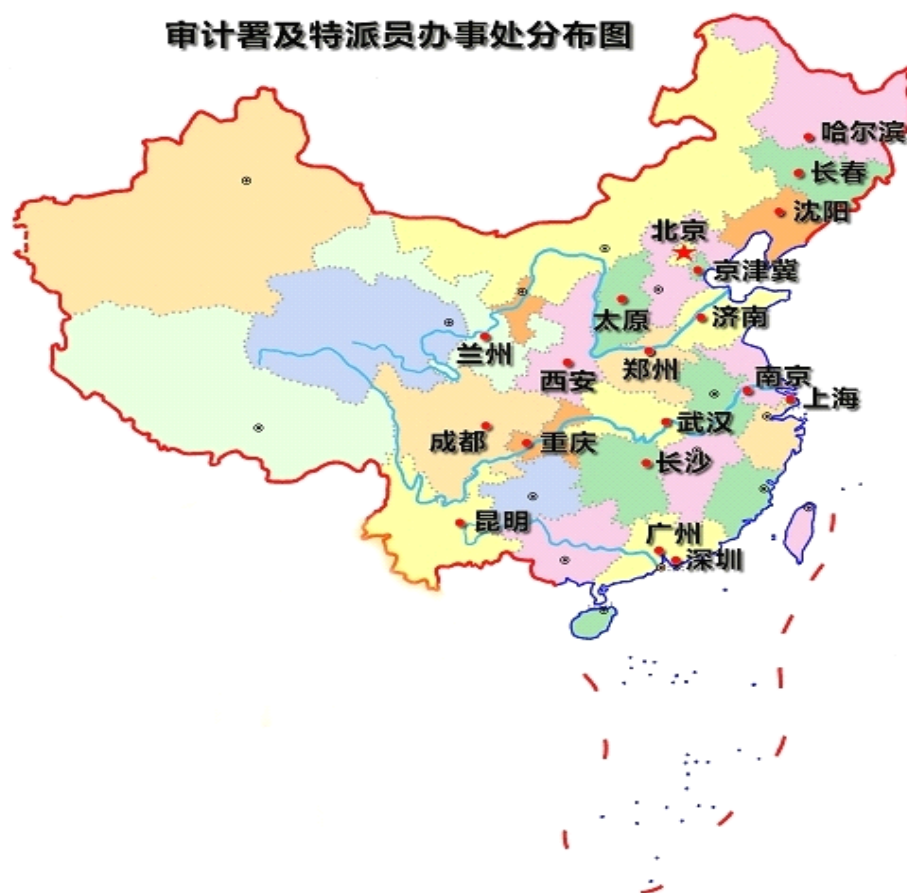 审计署及特派员办事处分布图
哈尔滨
长春
沈阳
北京
京津冀
济南
太原
兰州
西安
郑州
南京
上海
成都
重庆
武汉
长沙
昆明
广州
深圳